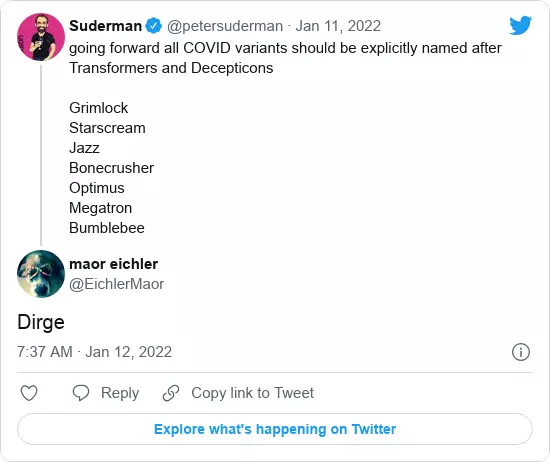 Suderman @petersuderman · Jan 11, 2022
going forward all COVID variants should be explicitly named after
Transformers and Decepticons
Grimlock
Starscream
Jazz
Bonecrusher
Optimus
Megatron
Bumblebee
maor eichler
@EichlerMaor
Dirge
7:37 AM · Jan 12, 2022
Reply Copy link to Tweet
Explore what's happening on Twitter